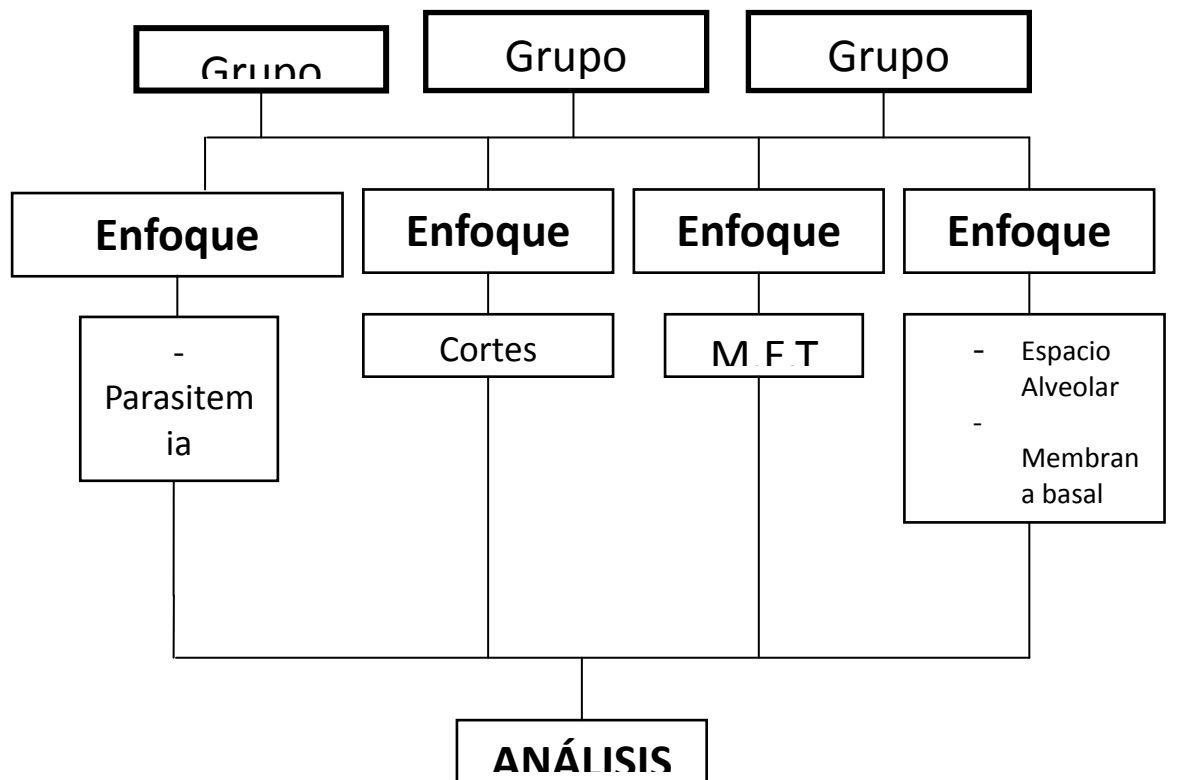 Grupo
Grupo
Grupo
Enfoque
Enfoque
Enfoque
Enfoque
-
Parasitem
ia
Cortes
M.E.T
- Espacio
Alveolar
-
Membran
a basal
ANÁLISIS